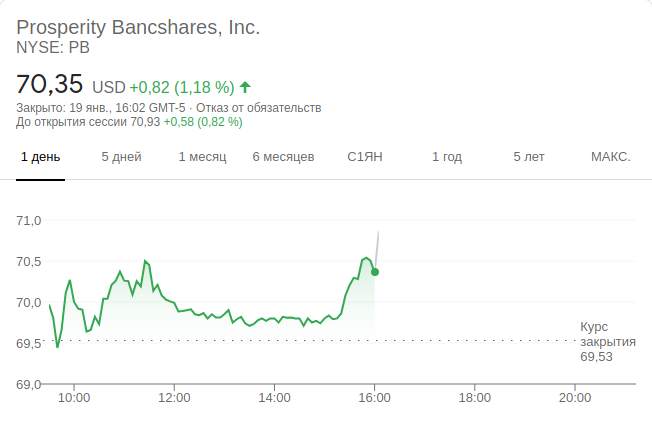 Prosperity Bancshares, Inc.
NYSE: PB
70,35 USD +0,82 (1,18 %)
Закрыто: 19 янв., 16:02 GMT-5 · Отказ от обязательств
До открытия сессии 70,93 +0,58 (0,82 %)
1 день 5 дней 1 месяц 6 месяцев С1ЯН 1 год 5 лет МАКС.
71,0
70,5
70,0
69,5
69,0
Курс
закрытия
69,53
10:00 12:00 14:00 16:00 18:00 20:00